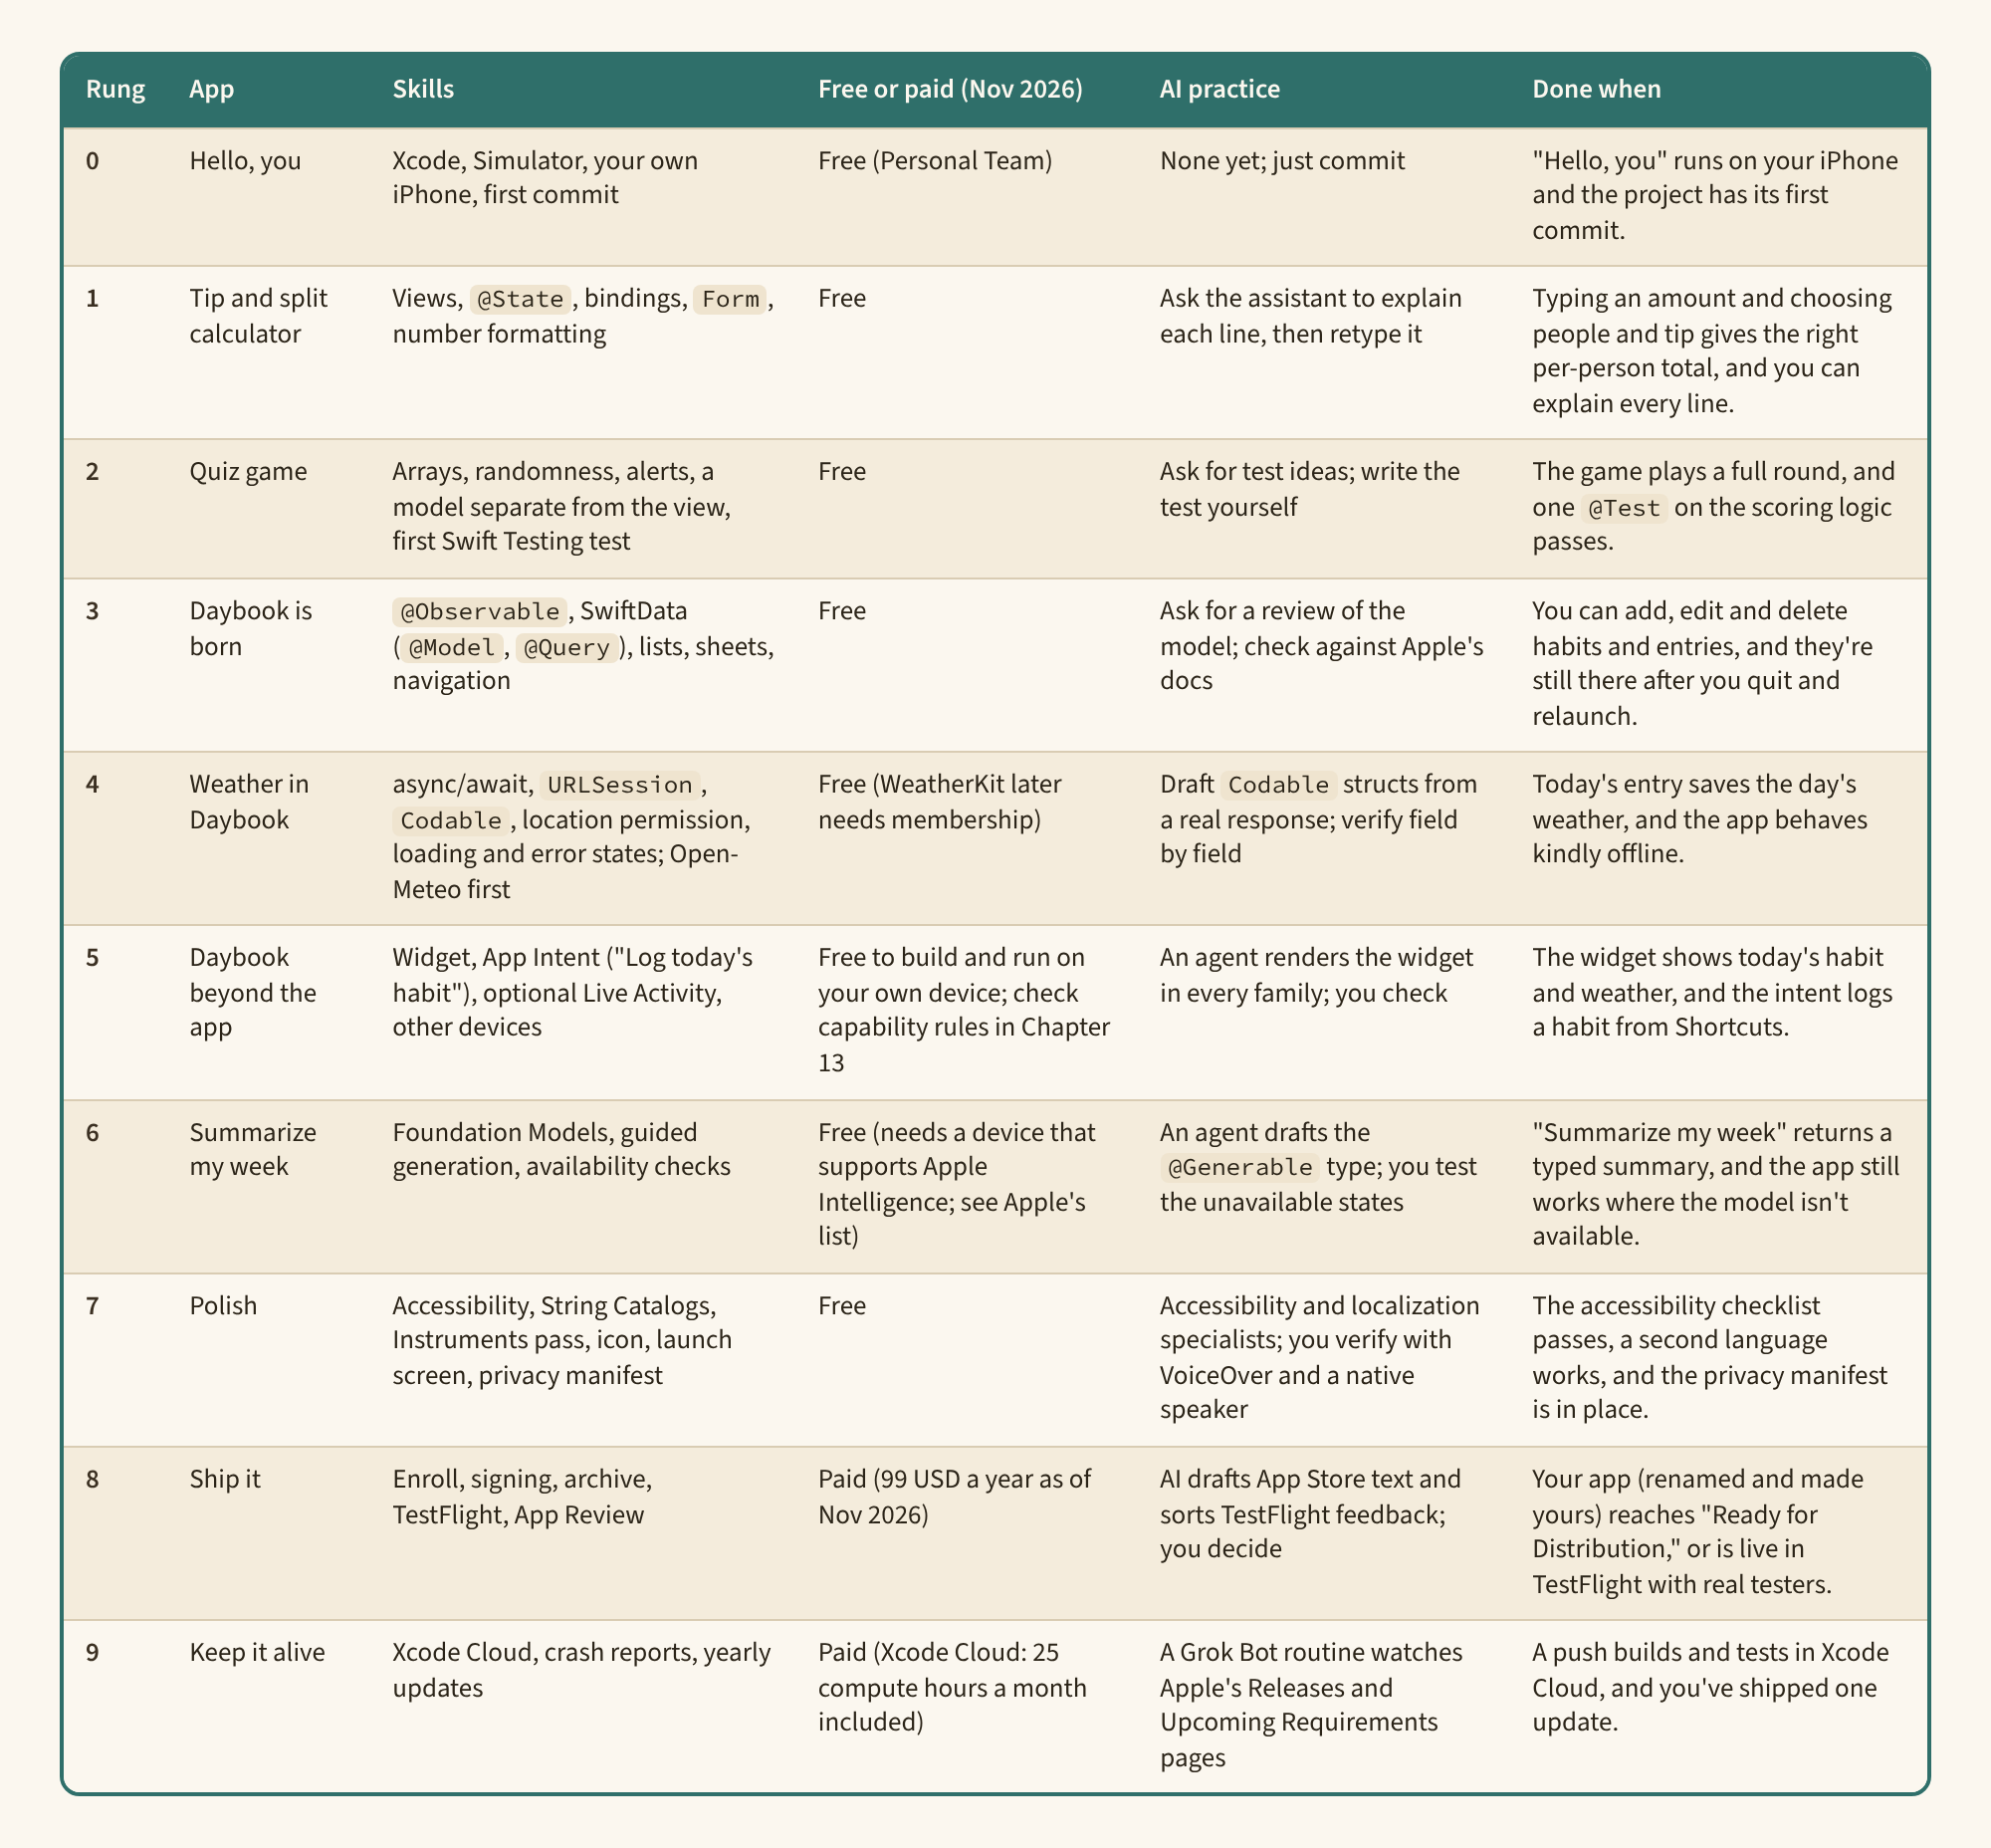 Rung App Skills Free or paid (Nov 2026) AI practice Done when
0
Hello, you
Xcode, Simulator, your own
iPhone, first commit
Free (Personal Team)
None yet; just commit
"Hello, you" runs on your iPhone
and the project has its first
commit.
1
Tip and split
calculator
Views, @State, bindings, Form,
number formatting
Free
Ask the assistant to explain
each line, then retype it
Typing an amount and choosing
people and tip gives the right
per-person total, and you can
explain every line.
2
Quiz game
Arrays, randomness, alerts, a
model separate from the view,
first Swift Testing test
Free
Ask for test ideas; write the
test yourself
The game plays a full round, and
one @Test on the scoring logic
passes.
3
Daybook is
born
@Observable, SwiftData
(@Model, @Query), lists, sheets,
navigation
Free
Ask for a review of the
model; check against Apple's
docs
You can add, edit and delete
habits and entries, and they're
still there after you quit and
relaunch.
4
Weather in
Daybook
async/await, URLSession,
Codable, location permission,
loading and error states; Open-
Meteo first
Free (WeatherKit later
needs membership)
Draft Codable structs from
a real response; verify field
by field
Today's entry saves the day's
weather, and the app behaves
kindly offline.
5
Daybook
beyond the
app
Widget, App Intent ("Log today's
habit"), optional Live Activity,
other devices
Free to build and run on
your own device; check
capability rules in Chapter
13
An agent renders the widget
in every family; you check
The widget shows today's habit
and weather, and the intent logs
a habit from Shortcuts.
6
Summarize
my week
Foundation Models, guided
generation, availability checks
Free (needs a device that
supports Apple
Intelligence; see Apple's
list)
An agent drafts the
@Generable type; you test
the unavailable states
"Summarize my week" returns a
typed summary, and the app still
works where the model isn't
available.
7
Polish
Accessibility, String Catalogs,
Instruments pass, icon, launch
screen, privacy manifest
Free
Accessibility and localization
specialists; you verify with
VoiceOver and a native
speaker
The accessibility checklist
passes, a second language
works, and the privacy manifest
is in place.
8
Ship it
Enroll, signing, archive,
TestFlight, App Review
Paid (99 USD a year as of
Nov 2026)
AI drafts App Store text and
sorts TestFlight feedback;
you decide
Your app (renamed and made
yours) reaches "Ready for
Distribution," or is live in
TestFlight with real testers.
9
Keep it alive
Xcode Cloud, crash reports, yearly
updates
Paid (Xcode Cloud: 25
compute hours a month
included)
A Grok Bot routine watches
Apple's Releases and
Upcoming Requirements
pages
A push builds and tests in Xcode
Cloud, and you've shipped one
update.